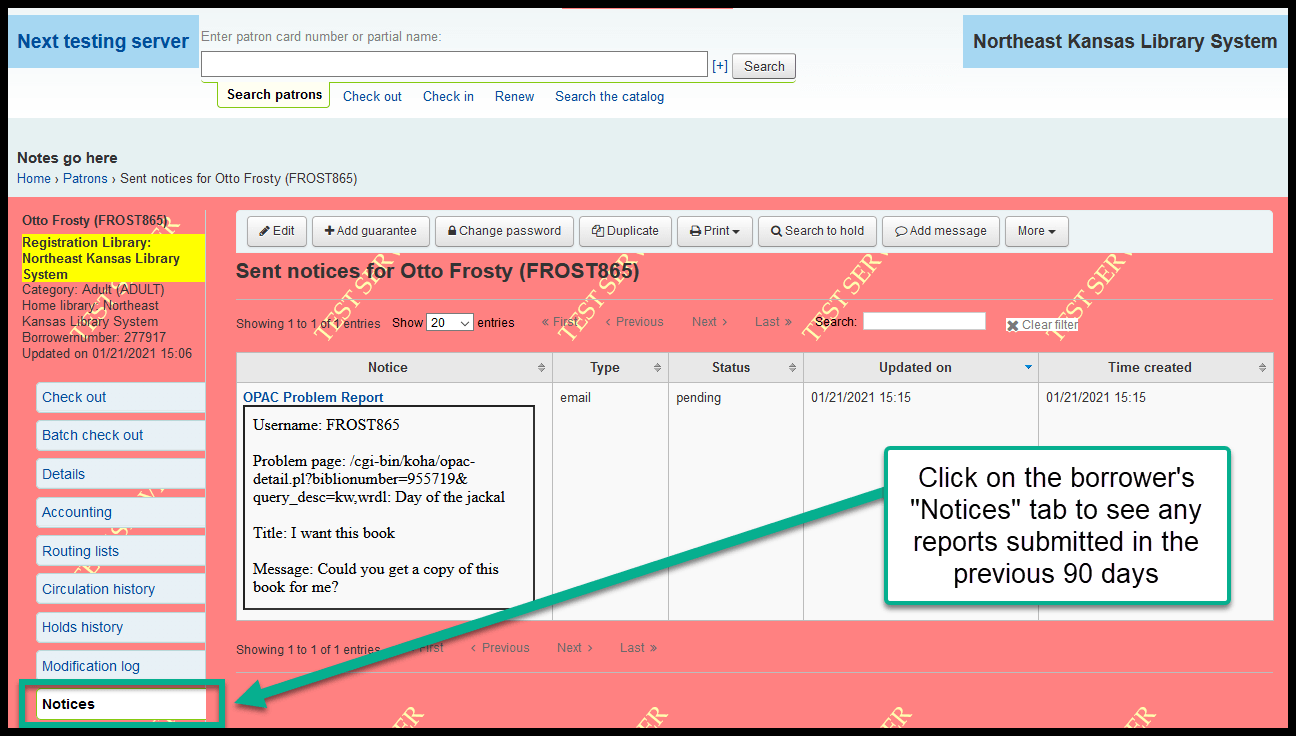 Next testing server
Enter patron card number or partial name:
Northeast Kansas Library System
[+] Search
Search patrons Check out Check in Renew Search the catalog
Notes go here
Home › Patrons › Sent notices for Otto Frosty (FROST865)
Otto Frosty (FROST865)
Registration Library:
Northeast Kansas Library
System
Category: Adult (ADULT)
Home library: Northeast
Kansas Library System
Borrowernumber: 277917
Updated on 01/21/2021 15:06
Check out
Batch check out
Details
Accounting
Routing lists
Circulation history
Holds history
Modification log
Notices
Edit + Add guarantee Change password Duplicate Print Search to hold Add message More
Sent notices for Otto Frosty (FROST865)
Showing 1 to 1 of 1 entries Show 20 entries « First ‹ Previous Next › Last » Search: Clear filter
Notice Type Status Updated on Time created
OPAC Problem Report email pending 01/21/2021 15:15 01/21/2021 15:15
Username: FROST865
Problem page: /cgi-bin/koha/opac-
detail.pl?biblionumber=955719&
query_desc=kw,wrdl: Day of the jackal
Title: I want this book
Message: Could you get a copy of this
book for me?
Click on the borrower's
"Notices" tab to see any
reports submitted in the
previous 90 days
Showing 1 to 1 of 1 entries First ‹ Previous Next › Last »
TEST SERVER
TEST SERV
TEST SERV
TEST SERV
TEST SERV